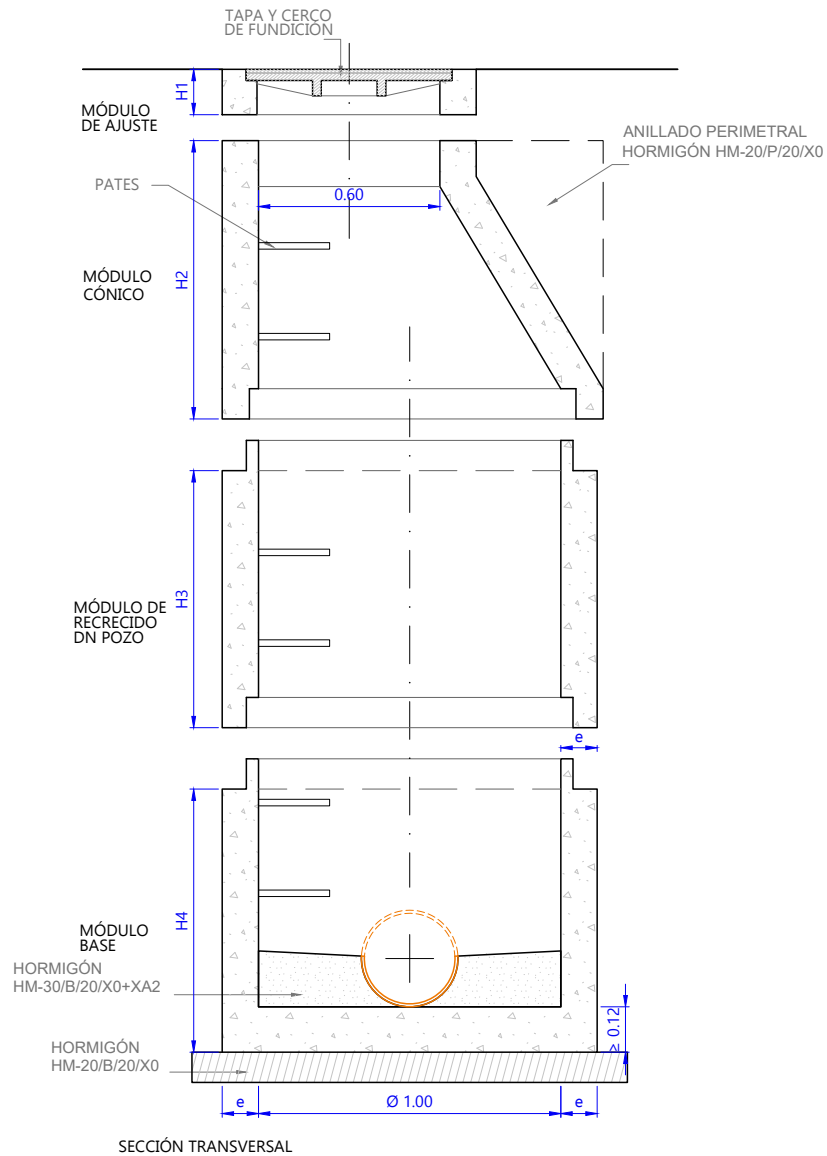 TAPA Y CERCO
DE FUNDICIÓN
H1
MÓDULO
DE AJUSTE
ANILLADO PERIMETRAL
HORMIGÓN HM-20/P/20/X0
PATES
0.60
H2
MÓDULO
CÓNICO
H3
MÓDULO DE
RECRECIDO
DN POZO
e
H4
MÓDULO
BASE
HORMIGÓN
HM-30/B/20/X0+XA2
≥ 0.12
HORMIGÓN
HM-20/B/20/X0
e
Ø 1.00
e
SECCIÓN TRANSVERSAL